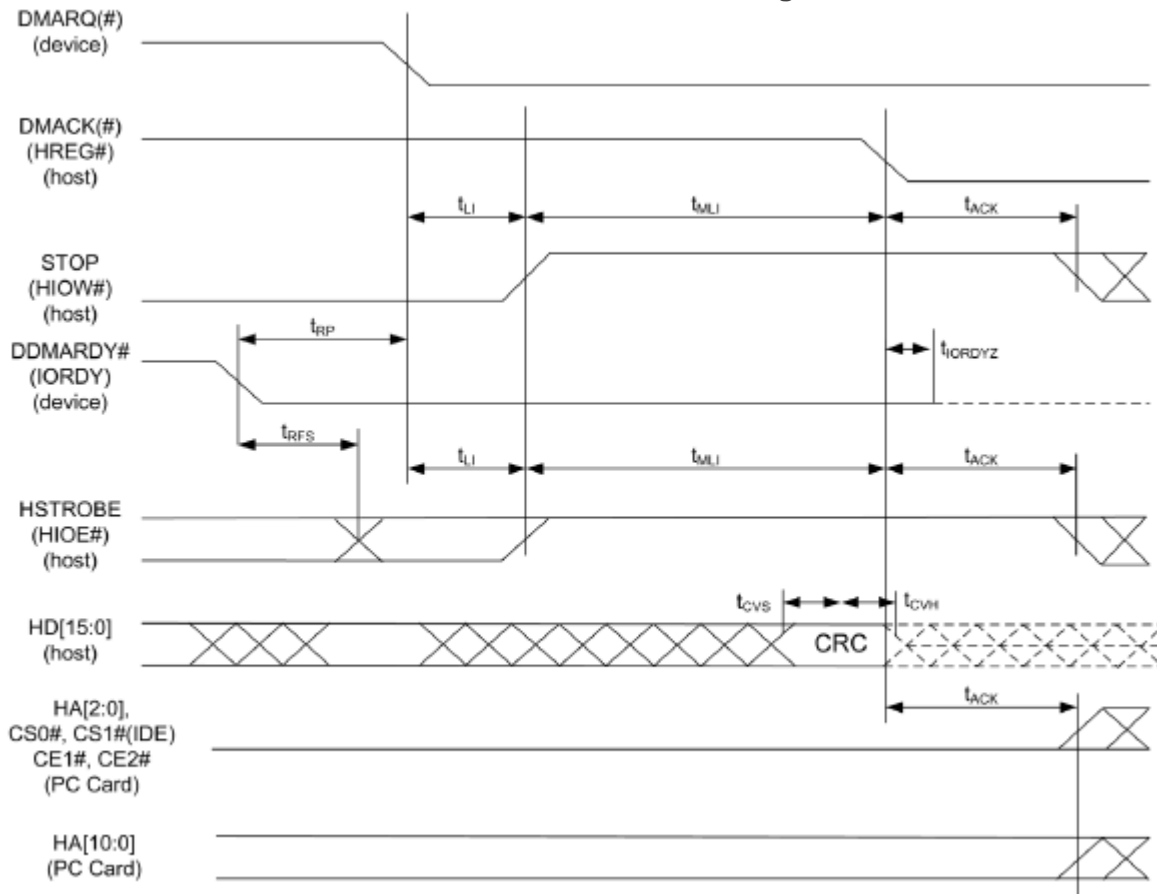 DMARQ(#)
(device)
DMACK(#)
(HREG#)
(host)
tLI
tMLI
tACK
STOP
(HIOW#)
(host)
tRP
DDMARDY#
(IORDY)
(device)
tIORDYZ
tRFS
tLI
tMLI
tACK
HSTROBE
(HIOE#)
(host)
tCVS
tCVH
HD[15:0]
(host)
CRC
HA[2:0],
CS0#, CS1#(IDE)
CE1#, CE2#
(PC Card)
tACK
HA[10:0]
(PC Card)